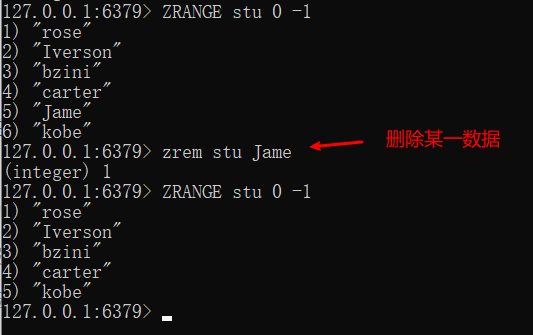 127.0.0.1:6379> ZRANGE stu 0 -1
1) "rose"
2) "Iverson"
3) "bzini"
4) "carter"
5) "Jame"
6) "kobe"
127.0.0.1:6379> zrem stu Jame
删除某一数据
(integer) 1
127.0.0.1:6379> ZRANGE stu 0 -1
1) "rose"
2) "Iverson"
3) "bzini"
4) "carter"
5) "kobe"
127.0.0.1:6379>